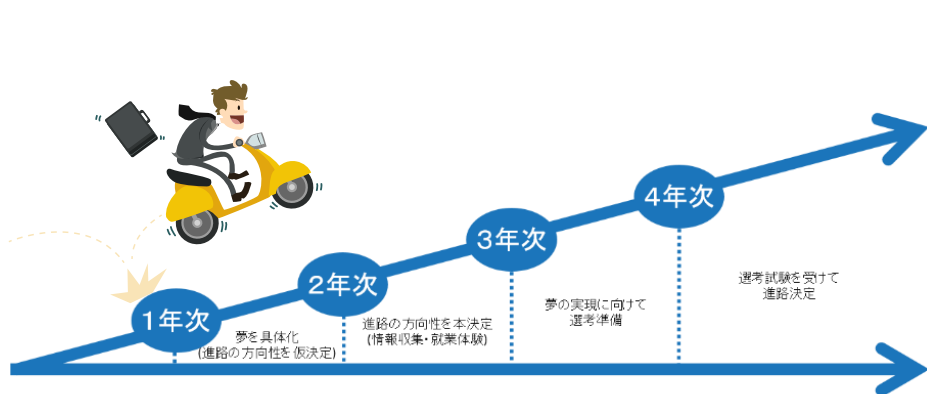 1年次
夢を具体化
(進路の方向性を仮決定)
2年次
進路の方向性を本決定
(情報収集・就業体験)
3年次
夢の実現に向けて
選考準備
4年次
選考試験を受けて
進路決定